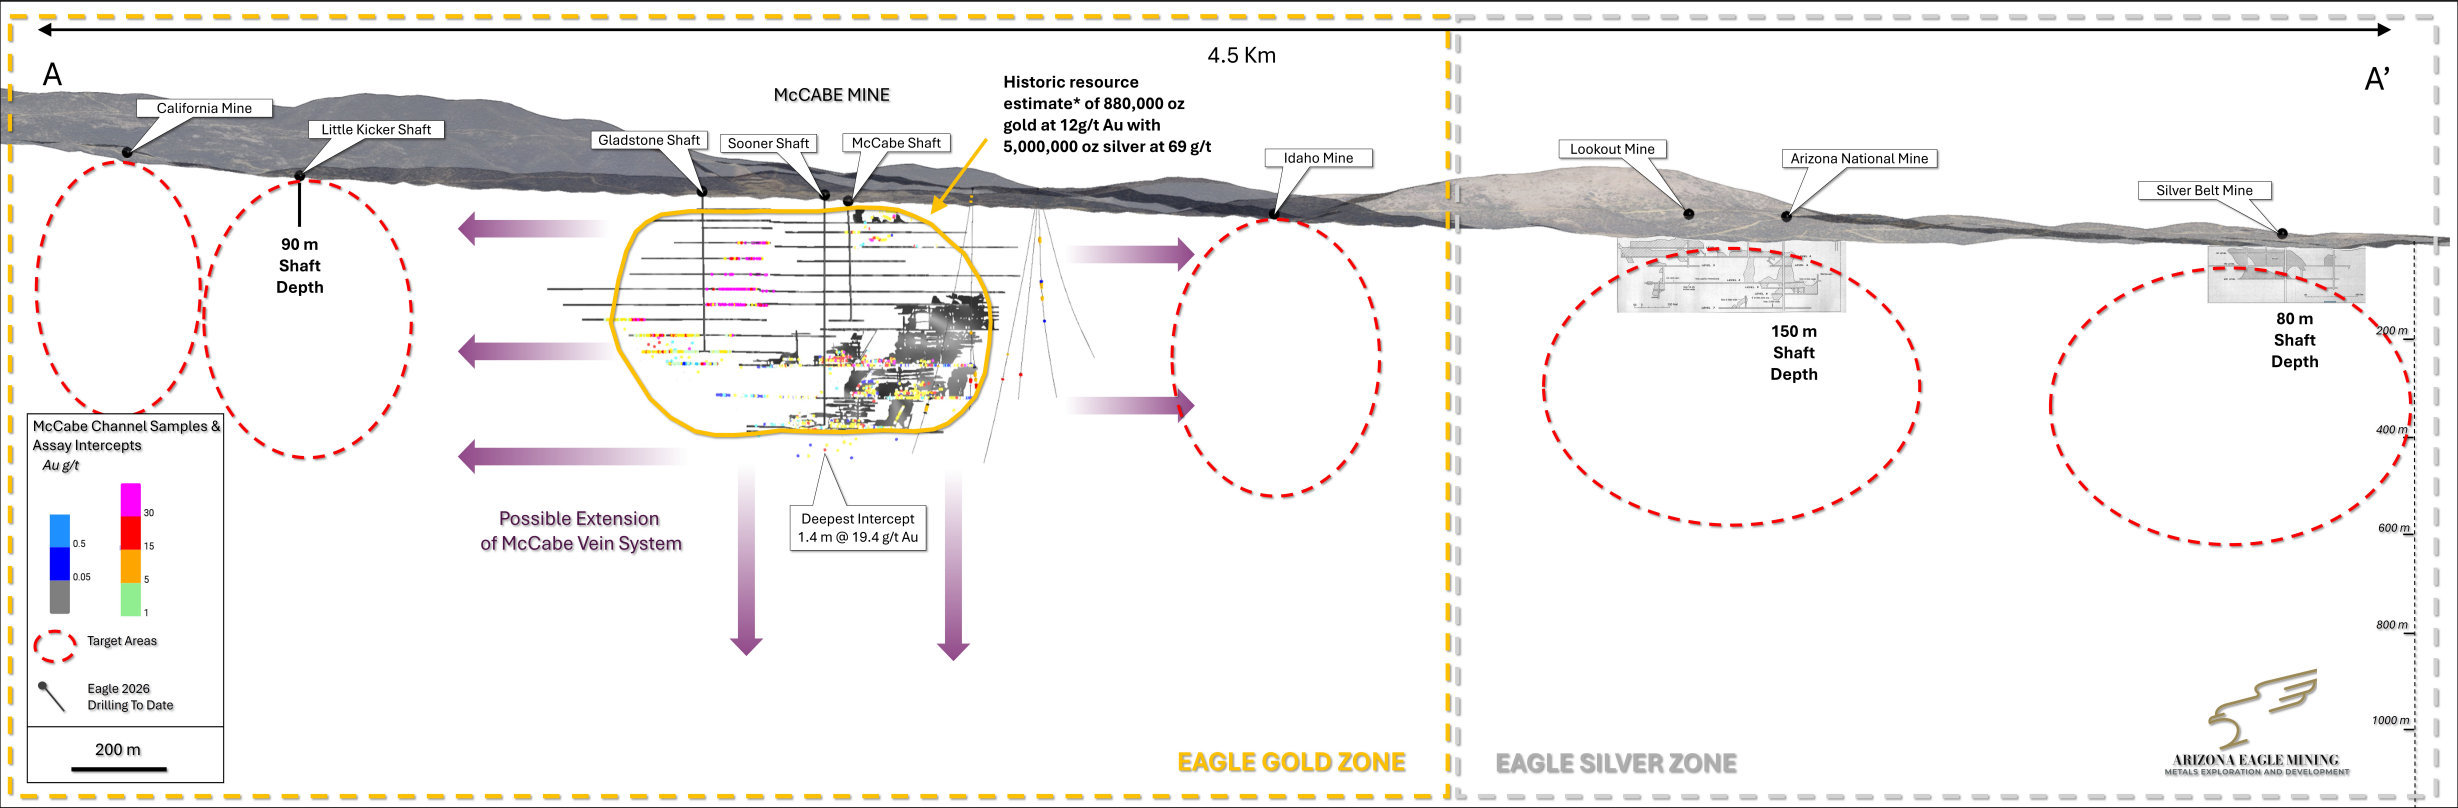 4.5 Km
A
A’
California Mine
Little Kicker Shaft
McCABE MINE
Gladstone Shaft
Sooner Shaft
McCabe Shaft
Historic resource
estimate* of 880,000 oz
gold at 12g/t Au with
5,000,000 oz silver at 69 g/t
Idaho Mine
Lookout Mine
Arizona National Mine
Silver Belt Mine
90 m
Shaft
Depth
150 m
Shaft
Depth
80 m
Shaft
Depth
200 m
400 m
600 m
800 m
1000 m
Possible Extension
of McCabe Vein System
Deepest Intercept
1.4 m @ 19.4 g/t Au
McCabe Channel Samples &
Assay Intercepts
Au g/t
0.5
0.05
30
15
5
1
Target Areas
Eagle 2026
Drilling To Date
200 m
EAGLE GOLD ZONE
EAGLE SILVER ZONE
ARIZONA EAGLE MINING
METALS EXPLORATION AND DEVELOPMENT